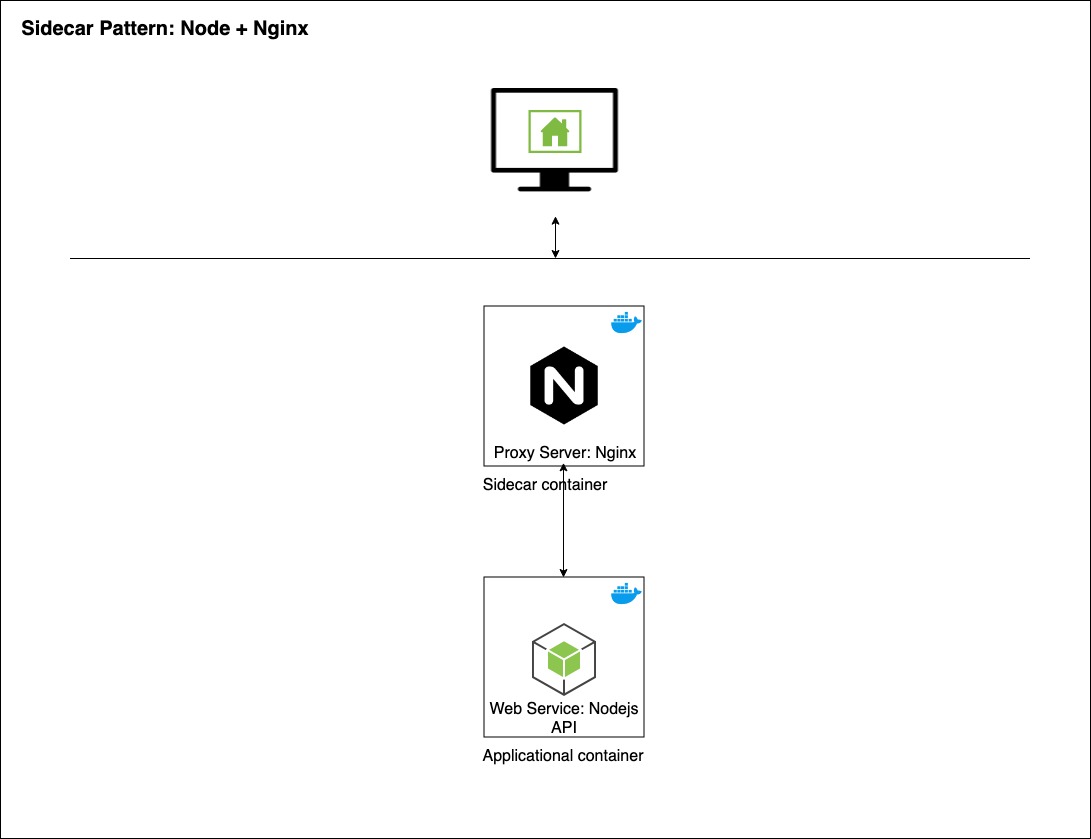 Sidecar Pattern: Node + Nginx
N
Proxy Server: Nginx
Sidecar container
Web Service: Nodejs
API
Applicational container